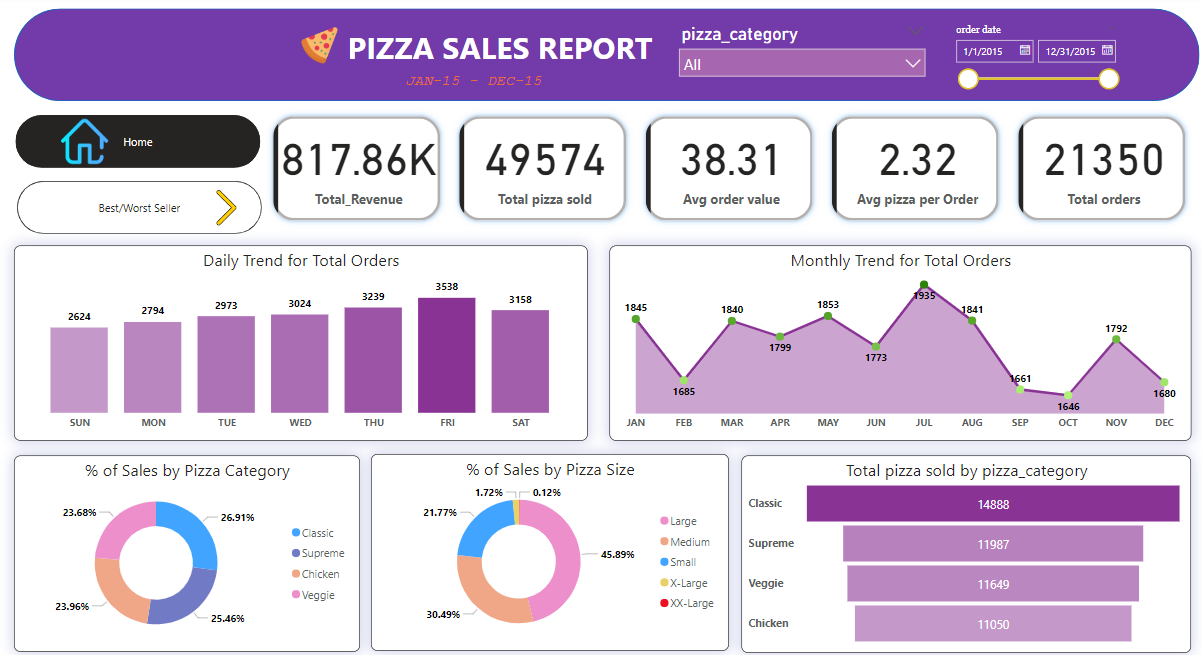 PIZZA SALES REPORT
JAN-15 - DEC-15
pizza_category
All
order date
1/1/2015
12/31/2015
Home
Best/Worst Seller
817.86K
Total_Revenue
49574
Total pizza sold
38.31
Avg order value
2.32
Avg pizza per Order
21350
Total orders
Daily Trend for Total Orders
2624
2794
2973
3024
3239
3538
3158
SUN
MON
TUE
WED
THU
FRI
SAT
Monthly Trend for Total Orders
1845
1685
1840
1799
1853
1773
1935
1841
1661
1646
1792
1680
JAN
FEB
MAR
APR
MAY
JUN
JUL
AUG
SEP
OCT
NOV
DEC
% of Sales by Pizza Category
26.91%
25.46%
23.96%
23.68%
Classic
Supreme
Chicken
Veggie
% of Sales by Pizza Size
1.72%
0.12%
21.77%
45.89%
30.49%
Large
Medium
Small
X-Large
XX-Large
Total pizza sold by pizza_category
Classic
14888
Supreme
11987
Veggie
11649
Chicken
11050